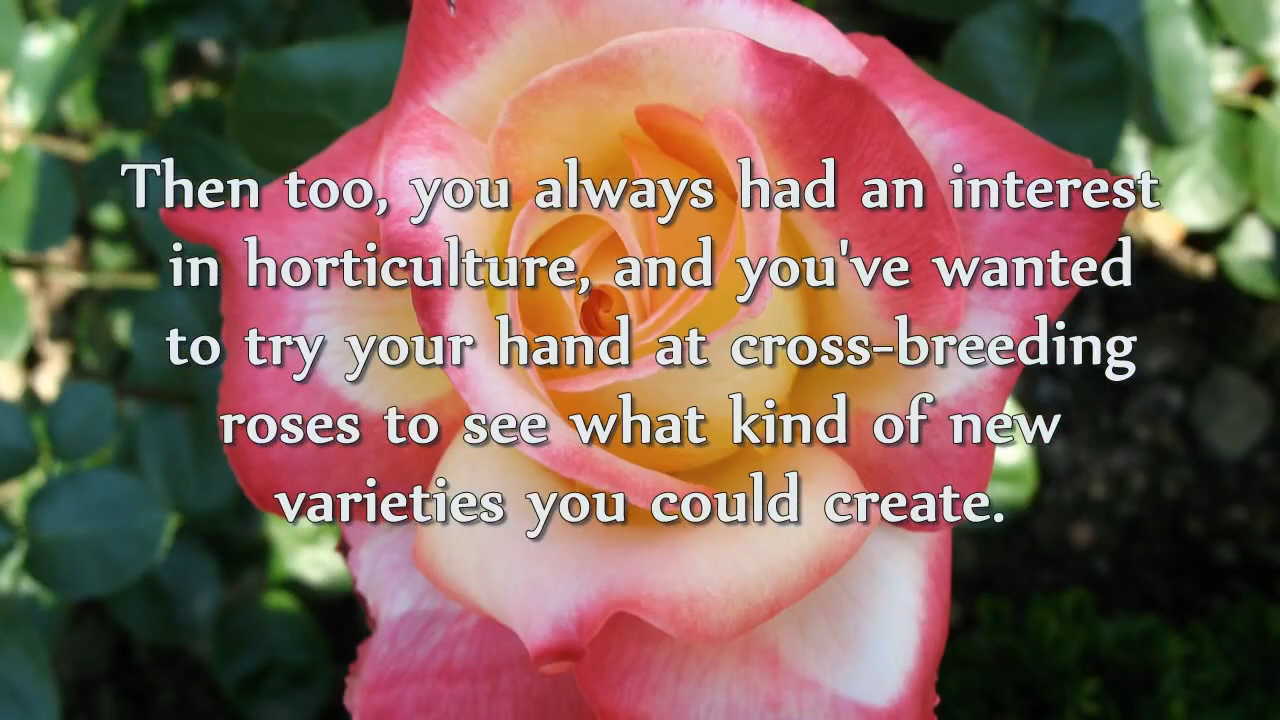 Then too, you always had an interest
in horticulture, and you've wanted
to try your hand at cross-breeding
roses to see what kind of new
varieties you could create.